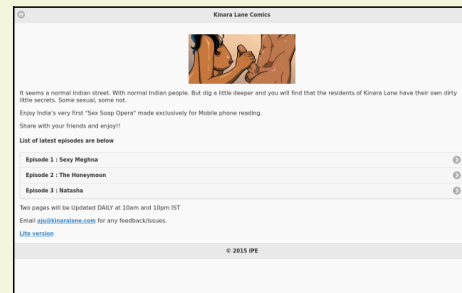 Kinara Lane Comics
It seems a normal Indian street. With normal Indian people. But dig a little deeper and you will find that the residents of Kinara Lane have their own dirty
little secrets. Some sexual, some not.
Enjoy India's very first "Sex Soap Opera" made exclusively for Mobile phone reading.
Share with your friends and enjoy!!
List of latest episodes are below
Episode 1 : Sexy Meghna
Episode 2 : The Honeymoon
Episode 3 : Natasha
Two pages will be Updated DAILY at 10am and 10pm IST
Email aju@kinaralane.com for any feedback/issues.
Lite version
© 2015 IPE